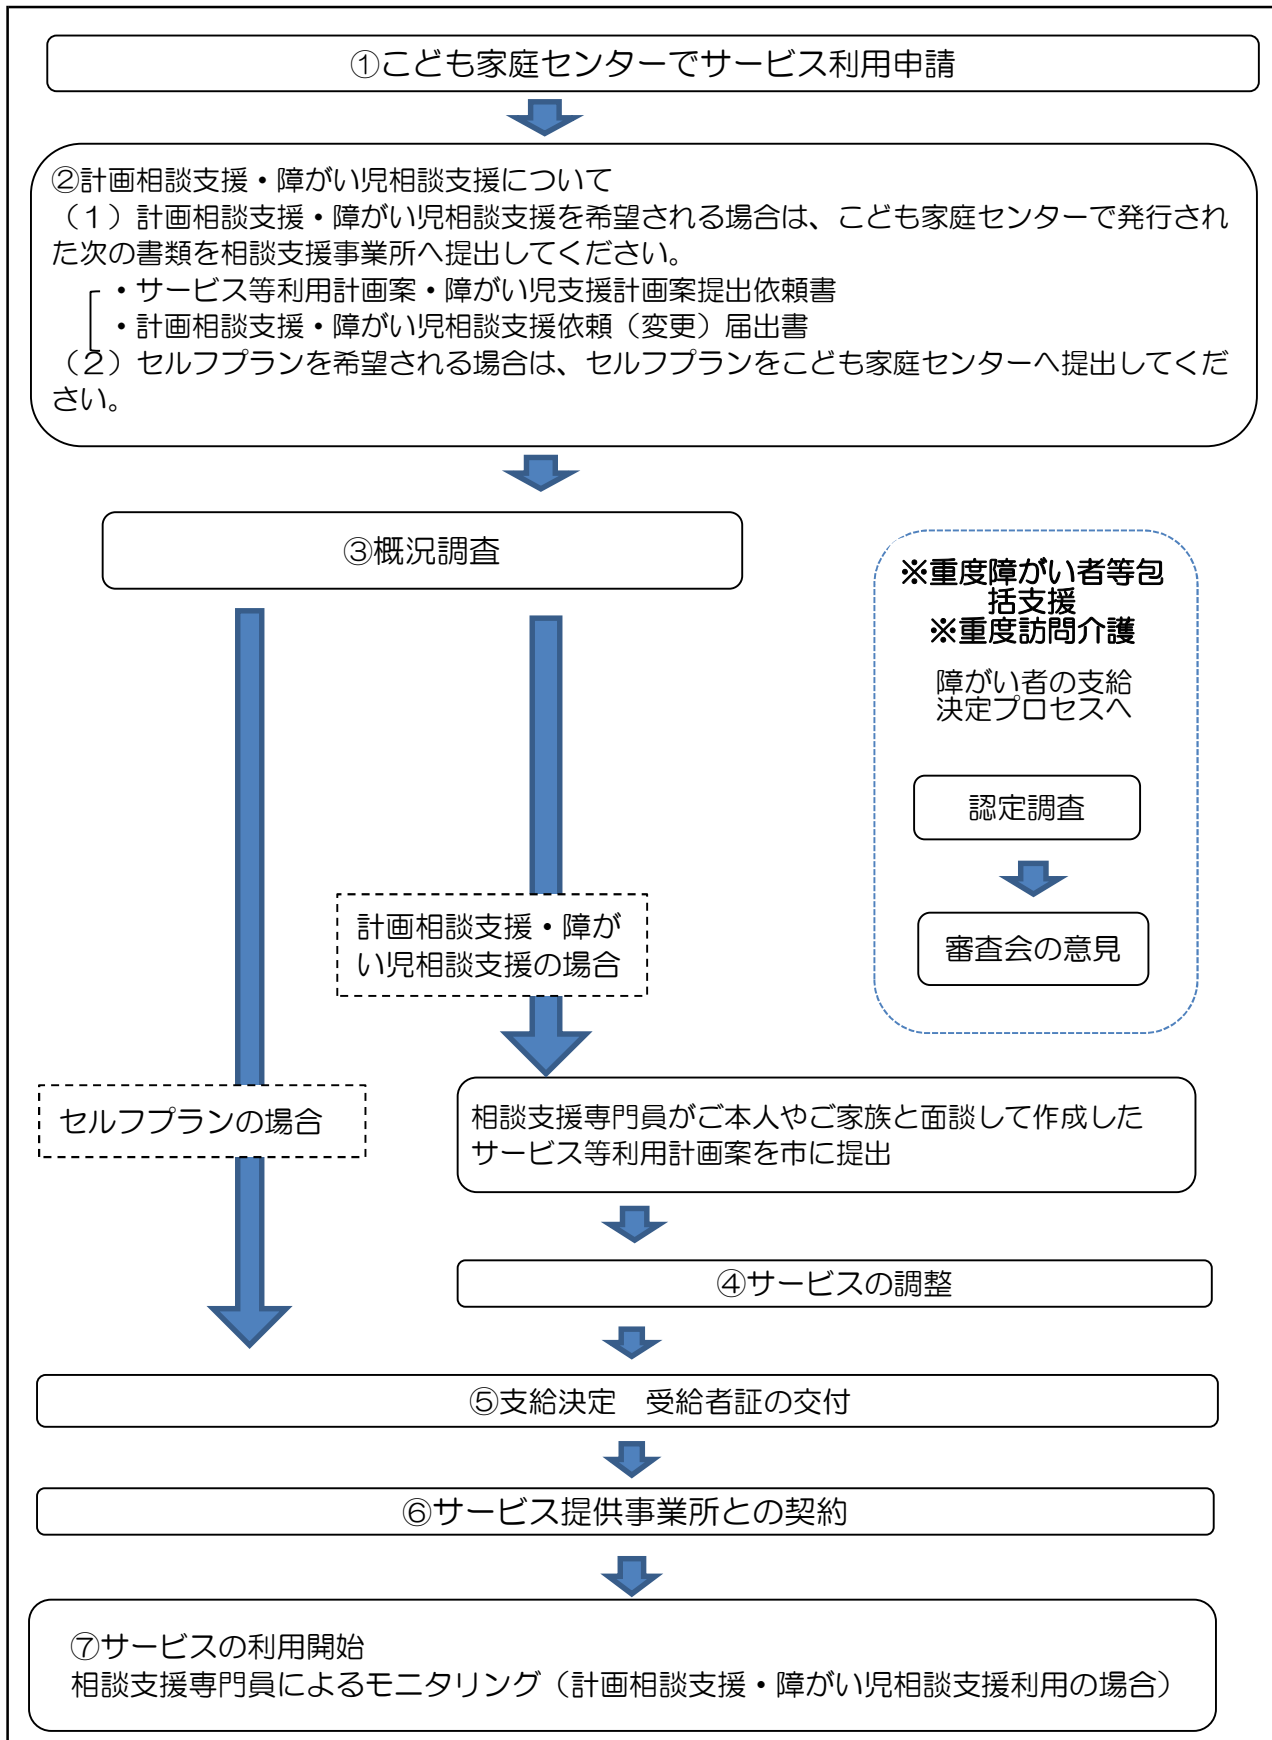 ①こども家庭センターでサービス利用申請
②計画相談支援・障がい児相談支援について
（１）計画相談支援・障がい児相談支援を希望される場合は、こども家庭センターで発行され
た次の書類を相談支援事業所へ提出してください。
・サービス等利用計画案・障がい児支援計画案提出依頼書
・計画相談支援・障がい児相談支援依頼（変更）届出書
（２）セルフプランを希望される場合は、セルフプランをこども家庭センターへ提出してくだ
さい。
③概況調査
※重度障がい者等包
括支援
※重度訪問介護
障がい者の支給
決定プロセスへ
認定調査
審査会の意見
計画相談支援・障が
い児相談支援の場合
セルフプランの場合
相談支援専門員がご本人やご家族と面談して作成した
サービス等利用計画案を市に提出
④サービスの調整
⑤支給決定　受給者証の交付
⑥サービス提供事業所との契約
⑦サービスの利用開始
相談支援専門員によるモニタリング（計画相談支援・障がい児相談支援利用の場合）